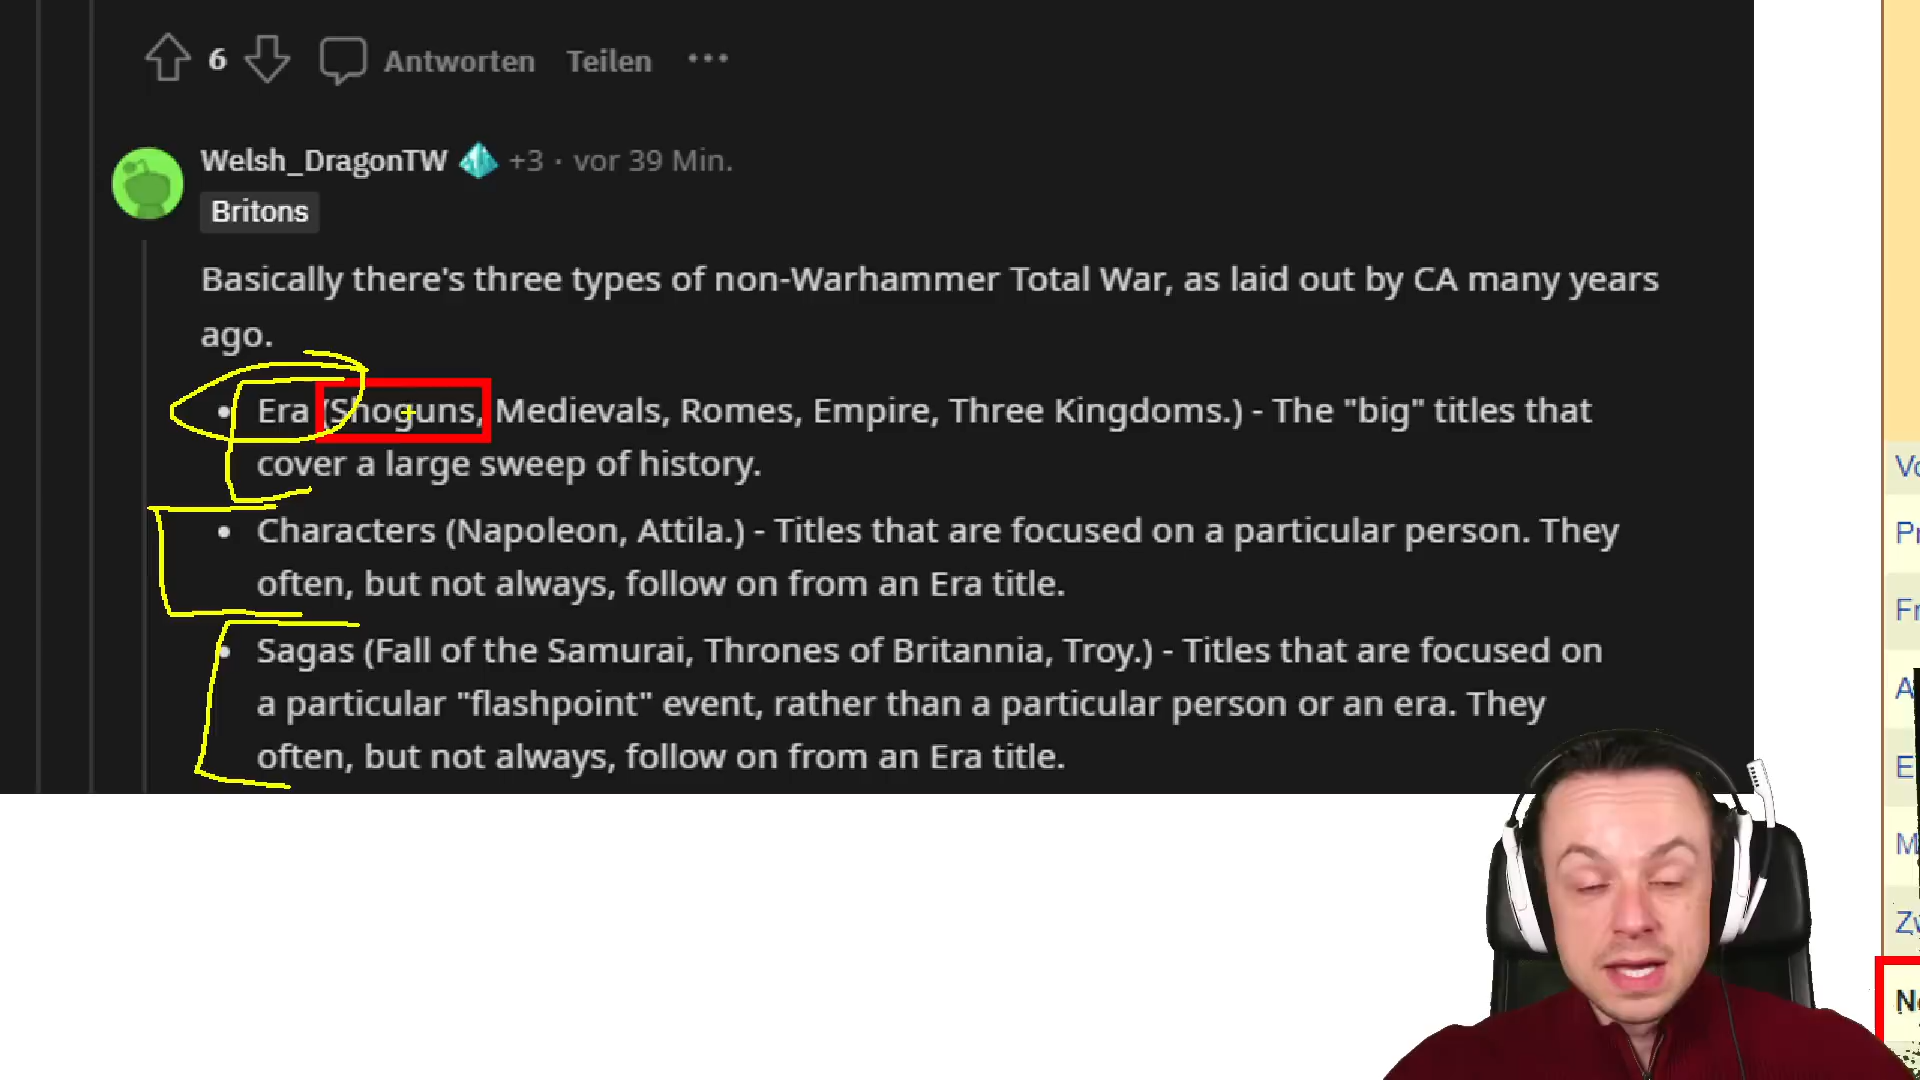 6 Antworten Teilen
Welsh_DragonTW +3 · vor 39 Min.
Britons
Basically there's three types of non-Warhammer Total War, as laid out by CA many years
ago.
• Era (Shoguns, Medievals, Romes, Empire, Three Kingdoms.) - The "big" titles that
cover a large sweep of history.
• Characters (Napoleon, Attila.) - Titles that are focused on a particular person. They
often, but not always, follow on from an Era title.
• Sagas (Fall of the Samurai, Thrones of Britannia, Troy.) - Titles that are focused on
a particular "flashpoint" event, rather than a particular person or an era. They
often, but not always, follow on from an Era title.